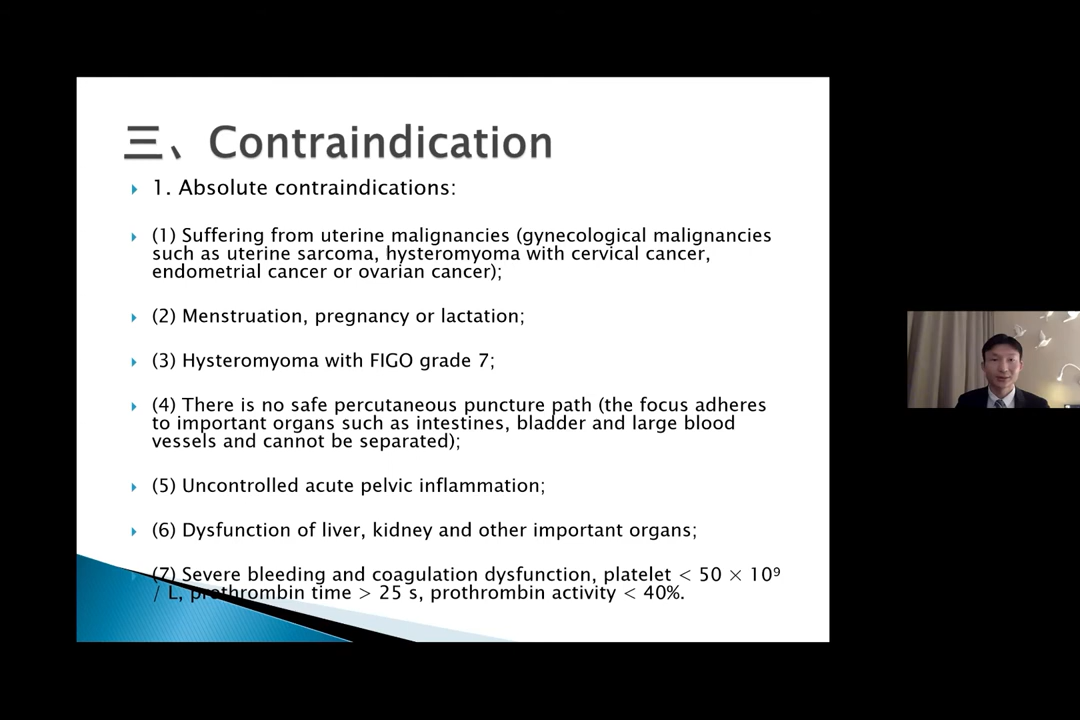 三、Contraindication
1. Absolute contraindications:
(1) Suffering from uterine malignancies (gynecological malignancies
such as uterine sarcoma, hysteromyoma with cervical cancer,
endometrial cancer or ovarian cancer);
(2) Menstruation, pregnancy or lactation;
(3) Hysteromyoma with FIGO grade 7;
(4) There is no safe percutaneous puncture path (the focus adheres
to important organs such as intestines, bladder and large blood
vessels and cannot be separated);
(5) Uncontrolled acute pelvic inflammation;
(6) Dysfunction of liver, kidney and other important organs;
(7) Severe bleeding and coagulation dysfunction, platelet < 50 × 10⁹
/ L, prothrombin time > 25 s, prothrombin activity < 40%.